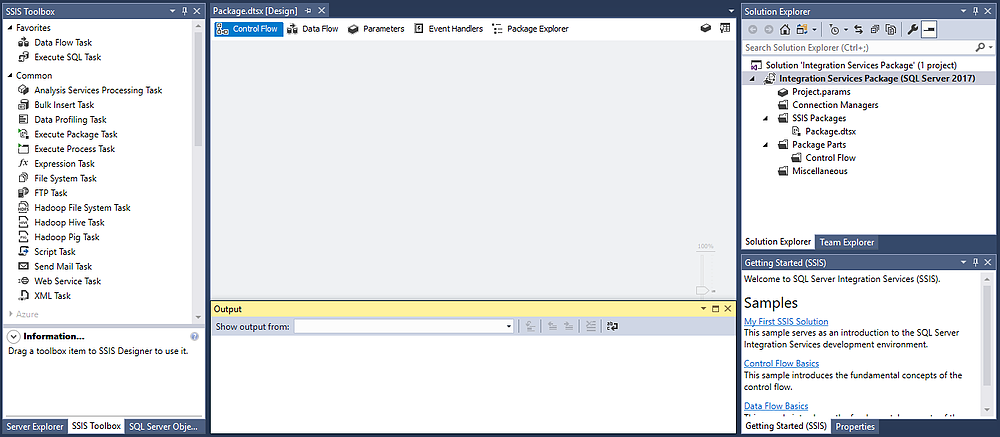 SSIS Toolbox
Favorites
Data Flow Task
Execute SQL Task
Common
Analysis Services Processing Task
Bulk Insert Task
Data Profiling Task
Execute Package Task
Execute Process Task
fx Expression Task
File System Task
FTP Task
Hadoop File System Task
Hadoop Hive Task
Hadoop Pig Task
Script Task
Send Mail Task
Web Service Task
XML Task
Azure
Information...
Drag a toolbox item to SSIS Designer to use it.
Server Explorer SSIS Toolbox SQL Server Obje...
Package.dtsx [Design]
Control Flow Data Flow Parameters Event Handlers Package Explorer
100%
Output
Show output from:
Solution Explorer
Search Solution Explorer (Ctrl+;)
Solution 'Integration Services Package' (1 project)
Integration Services Package (SQL Server 2017)
Project.params
Connection Managers
SSIS Packages
Package.dtsx
Package Parts
Control Flow
Miscellaneous
Solution Explorer Team Explorer
Getting Started (SSIS)
Welcome to SQL Server Integration Services (SSIS).
Samples
My First SSIS Solution
This sample serves as an introduction to the SQL Server
Integration Services development environment.
Control Flow Basics
This sample introduces the fundamental concepts of the
control flow.
Data Flow Basics
Getting Started (SSIS) Properties